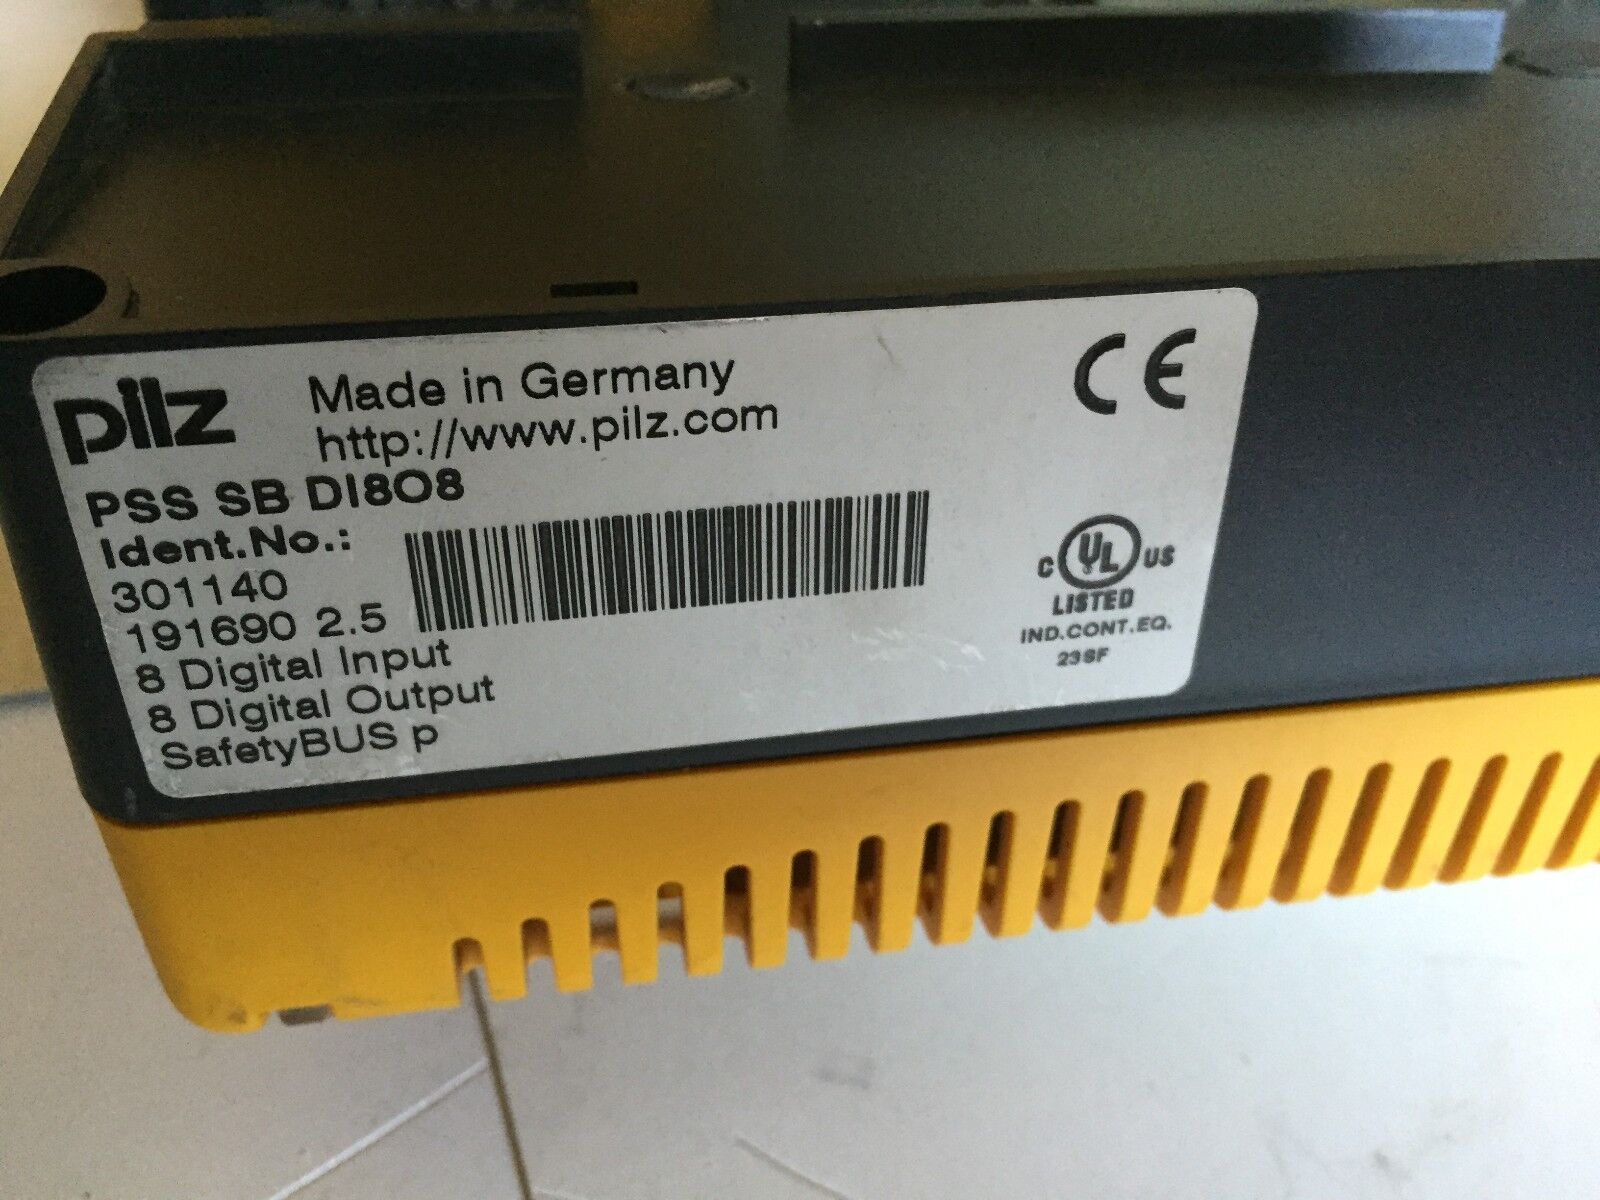 pilz
Made in Germany
http://www.pilz.com
CE
PSS SB DI8O8
Ident.No.:
301140
191690 2.5
8 Digital Input
8 Digital Output
SafetyBUS p
C UL US
LISTED
IND.CONT.EQ.
23SF